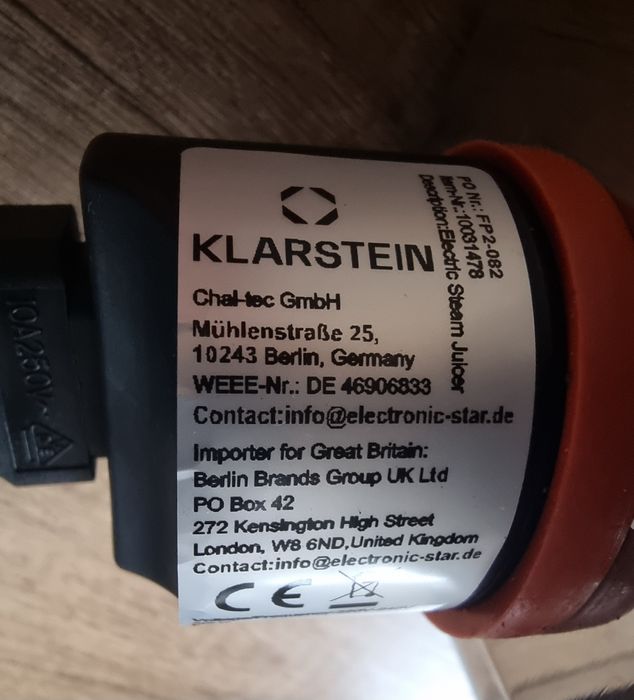 KLARSTEIN
Chal-tec GmbH
Mühlenstraße 25,
10243 Berlin, Germany
WEEE-Nr.: DE 46906833
Contact:info@electronic-star.de
Importer for Great Britain:
Berlin Brands Group UK Ltd
PO Box 42
272 Kensington High Street
London, W8 6ND,United Kingdom
Contact:info@electronic-star.de
CE
PO Nr.: FP2-082
Item-Nr.:10031478
Description:Electric Steam Juicer
10A 250V~